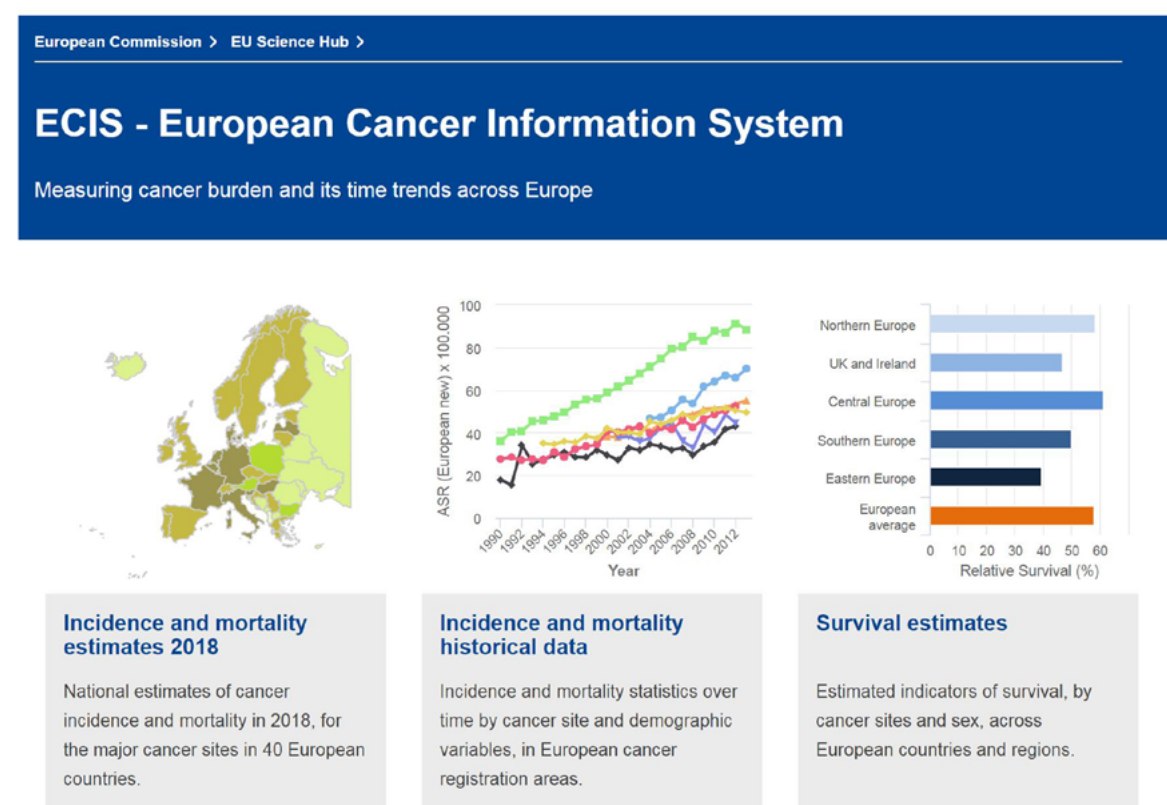 European Commission > EU Science Hub >
ECIS - European Cancer Information System
Measuring cancer burden and its time trends across Europe
ASR (European new) x 100.000
100
80
60
40
20
0
1990
1992
1994
1996
1998
2000
2002
2004
2006
2008
2010
2012
Year
Northern Europe
UK and Ireland
Central Europe
Southern Europe
Eastern Europe
European
average
0 10 20 30 40 50 60
Relative Survival (%)
Incidence and mortality
estimates 2018
National estimates of cancer
incidence and mortality in 2018, for
the major cancer sites in 40 European
countries.
Incidence and mortality
historical data
Incidence and mortality statistics over
time by cancer site and demographic
variables, in European cancer
registration areas.
Survival estimates
Estimated indicators of survival, by
cancer sites and sex, across
European countries and regions.